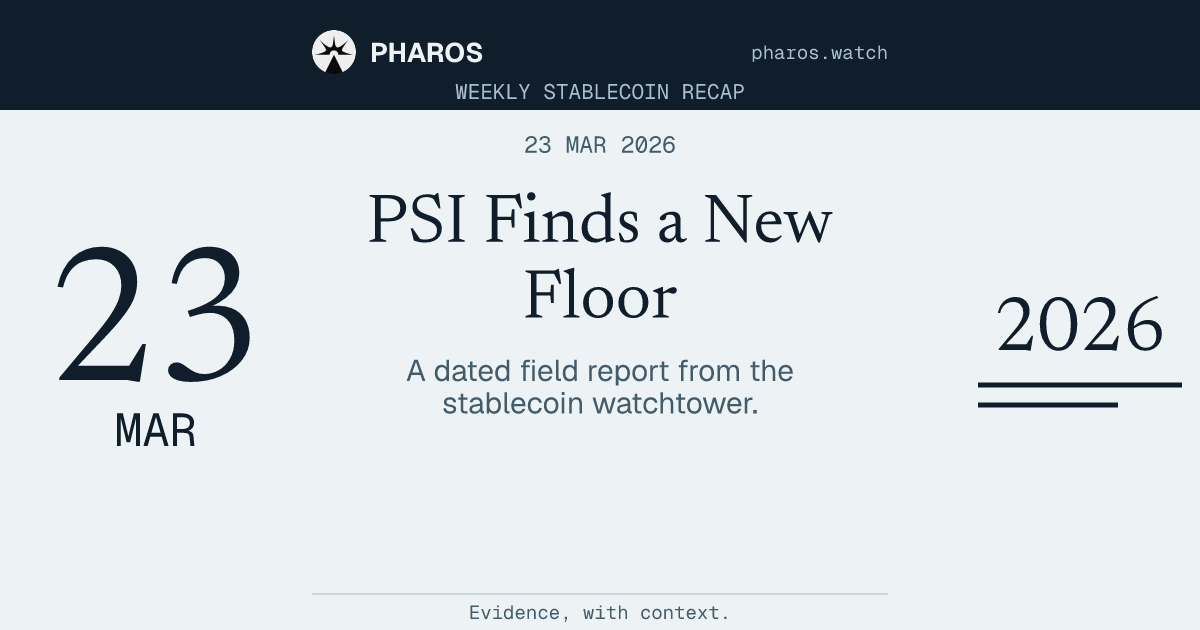 PHAROS
pharos.watch
WEEKLY STABLECOIN RECAP
23 MAR 2026
PSI Finds a New
Floor
A dated field report from the
stablecoin watchtower.
23
MAR
2026
Evidence, with context.